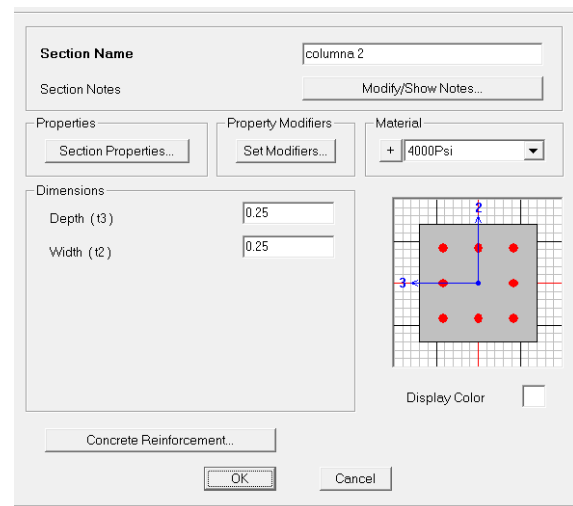 Section Name columna 2
Section Notes Modify/Show Notes...
Properties Property Modifiers Material
Section Properties... Set Modifiers... + 4000Psi
Dimensions
Depth (t3) 0.25
Width (t2) 0.25
2
3
Display Color
Concrete Reinforcement...
OK Cancel